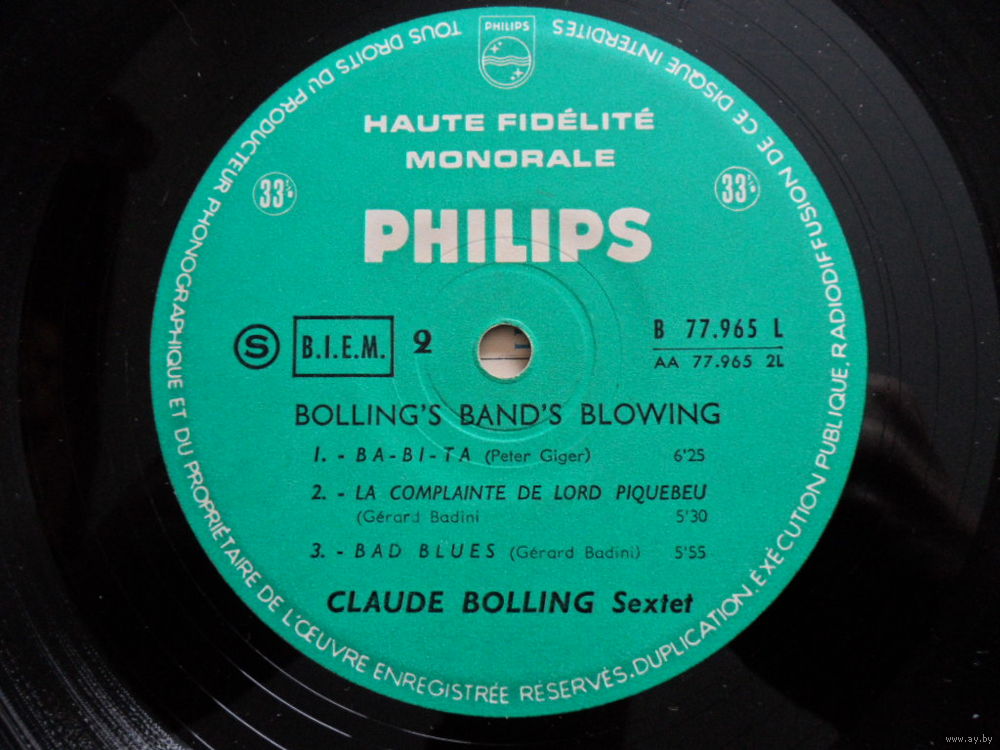 PHILIPS
TOUS DROITS DU PRODUCTEUR PHONOGRAPHIQUE ET DU PROPRIÉTAIRE DE L'ŒUVRE ENREGISTRÉE RÉSERVÉS. DUPLICATION. EXÉCUTION PUBLIQUE. RADIODIFFUSION DE CE DISQUE INTERDITES
HAUTE FIDÉLITÉ
MONORALE
33⅓ 33⅓
PHILIPS
S B.I.E.M. 2 B 77.965 L
AA 77.965 2L
BOLLING'S BAND'S BLOWING
1. - BA-BI-TA (Peter Giger) 6'25
2. - LA COMPLAINTE DE LORD PIQUEBEU
(Gérard Badini 5'30
3. - BAD BLUES (Gérard Badini) 5'55
CLAUDE BOLLING Sextet
www.ay.by